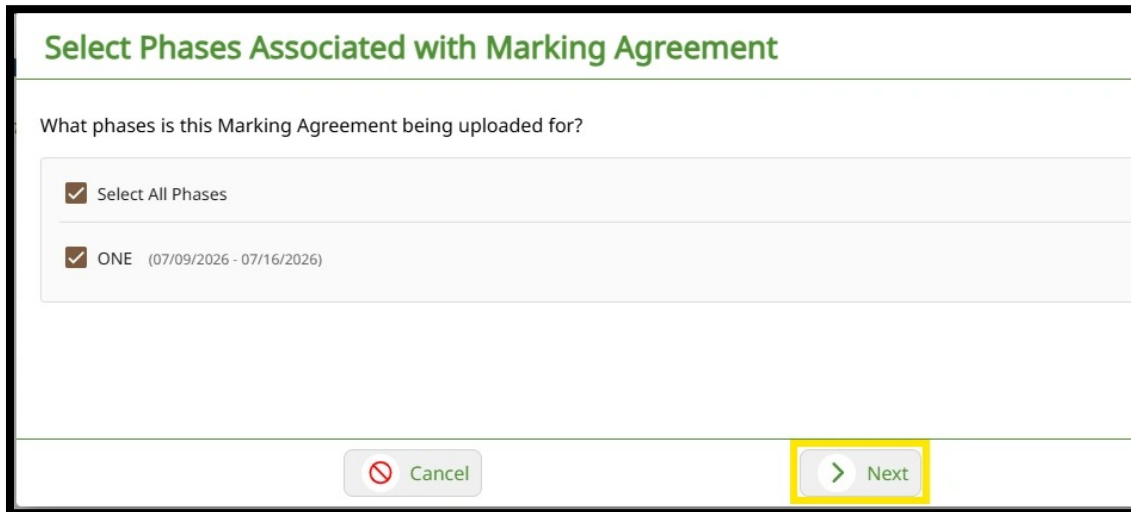 Select Phases Associated with Marking Agreement
What phases is this Marking Agreement being uploaded for?
Select All Phases
ONE (07/09/2026 - 07/16/2026)
Cancel Next